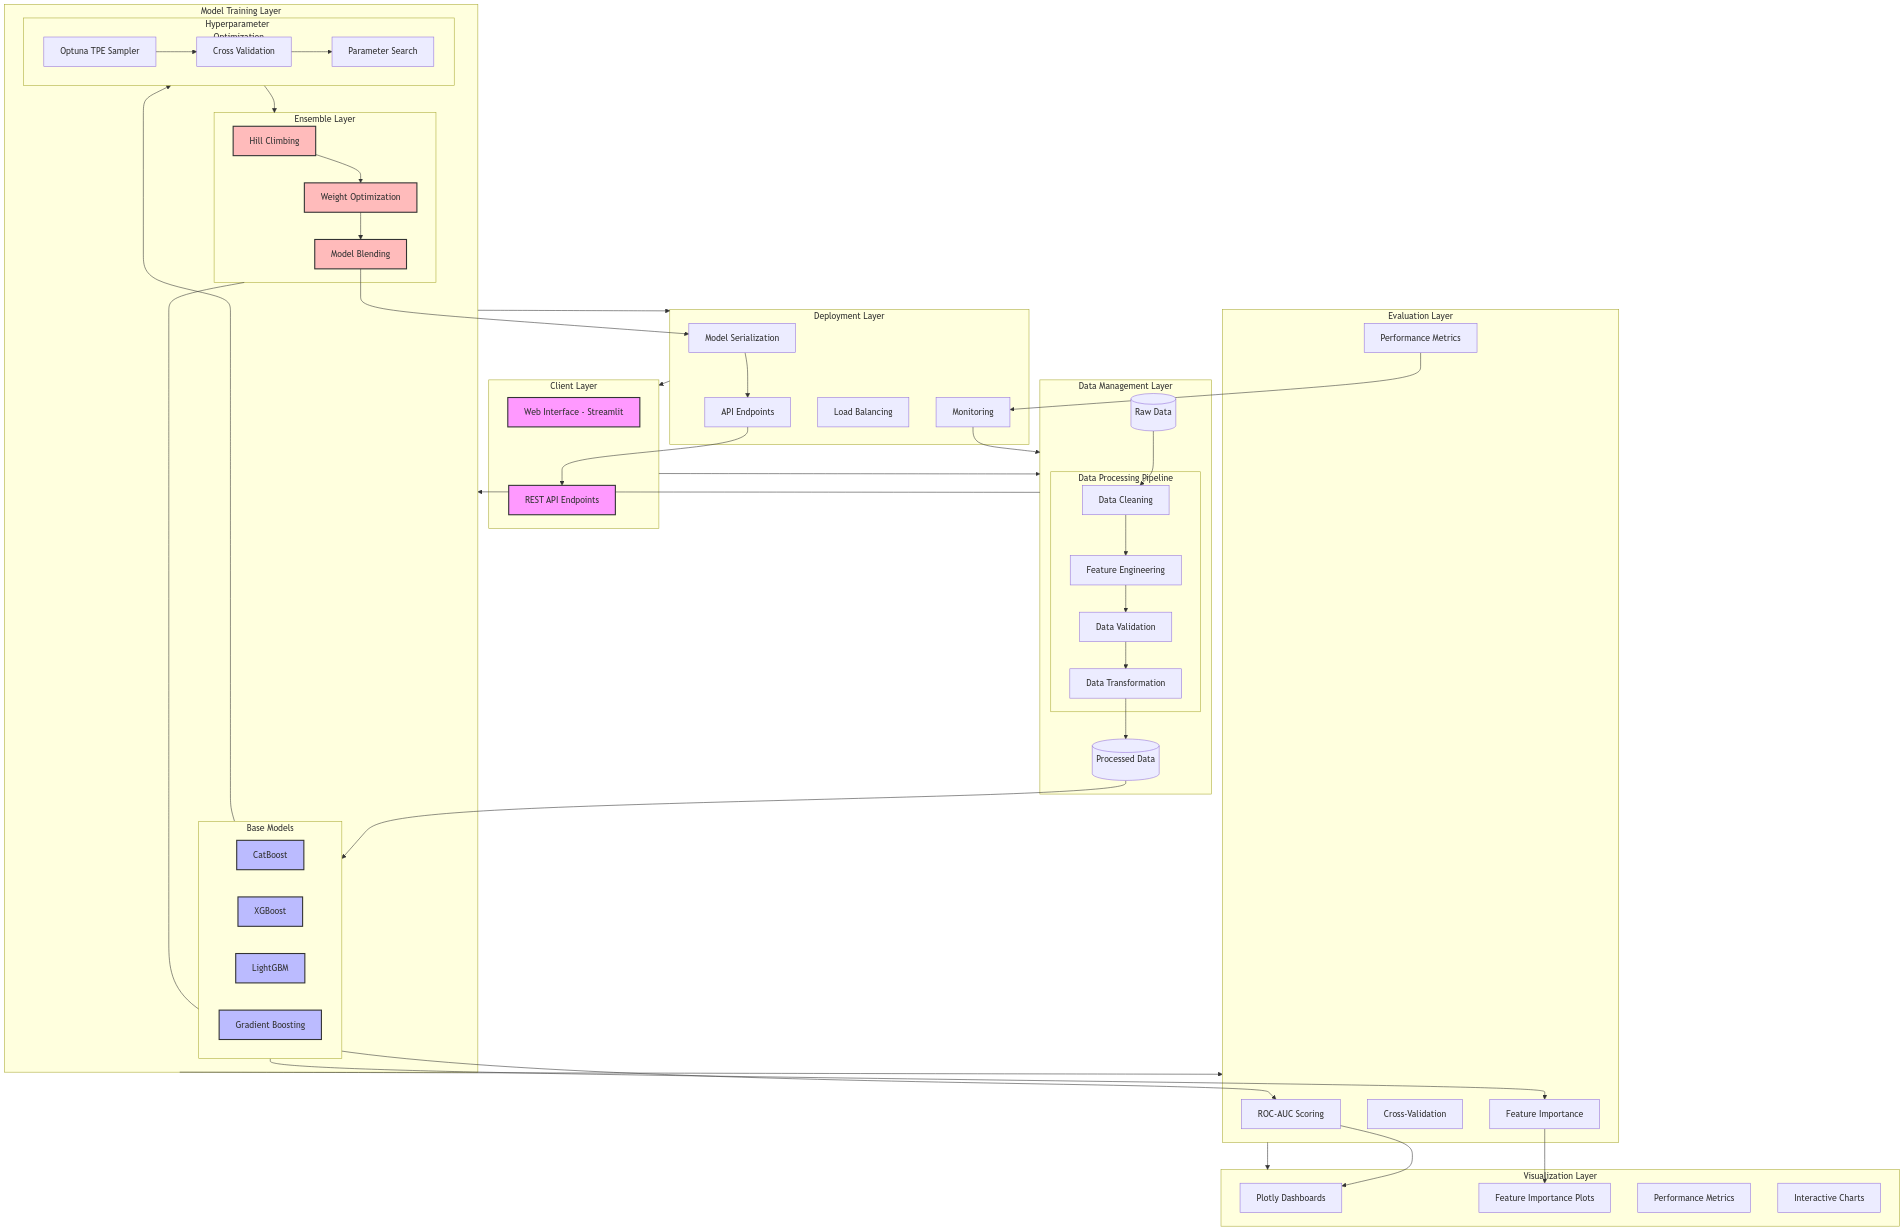 Model Training Layer
Hyperparameter
Optimization
Optuna TPE Sampler
Cross Validation
Parameter Search
Ensemble Layer
Hill Climbing
Weight Optimization
Model Blending
Deployment Layer
Model Serialization
API Endpoints
Load Balancing
Monitoring
Client Layer
Web Interface - Streamlit
REST API Endpoints
Data Management Layer
Raw Data
Data Processing Pipeline
Data Cleaning
Feature Engineering
Data Validation
Data Transformation
Processed Data
Evaluation Layer
Performance Metrics
Base Models
CatBoost
XGBoost
LightGBM
Gradient Boosting
ROC-AUC Scoring
Cross-Validation
Feature Importance
Visualization Layer
Plotly Dashboards
Feature Importance Plots
Performance Metrics
Interactive Charts